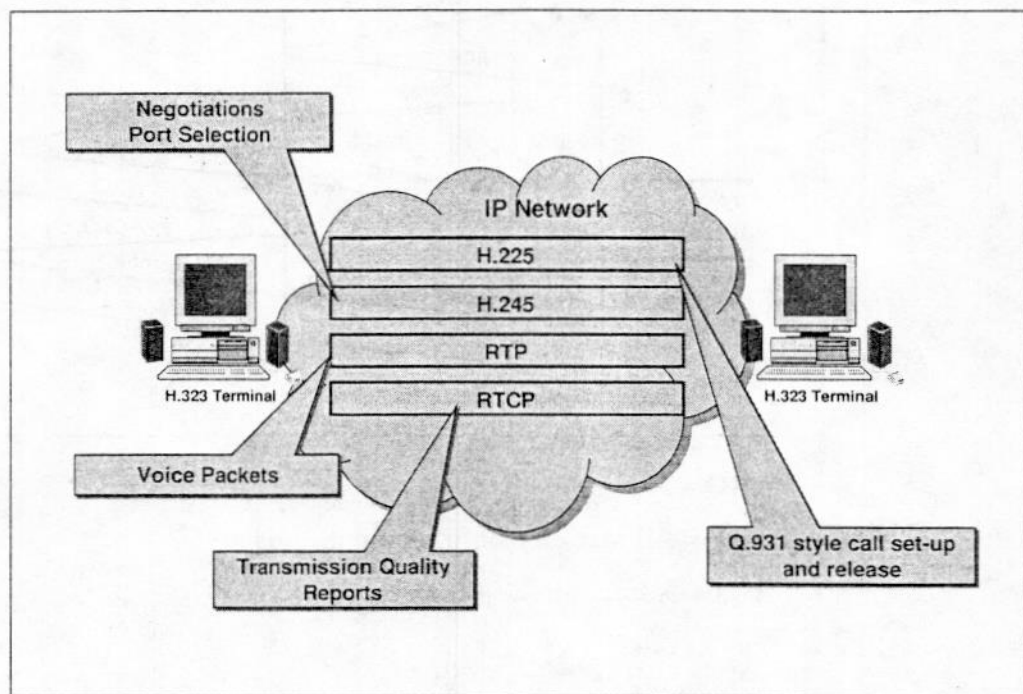 Negotiations
Port Selection
IP Network
H.225
H.245
RTP
RTCP
H.323 Terminal
H.323 Terminal
Voice Packets
Transmission Quality
Reports
Q.931 style call set-up
and release